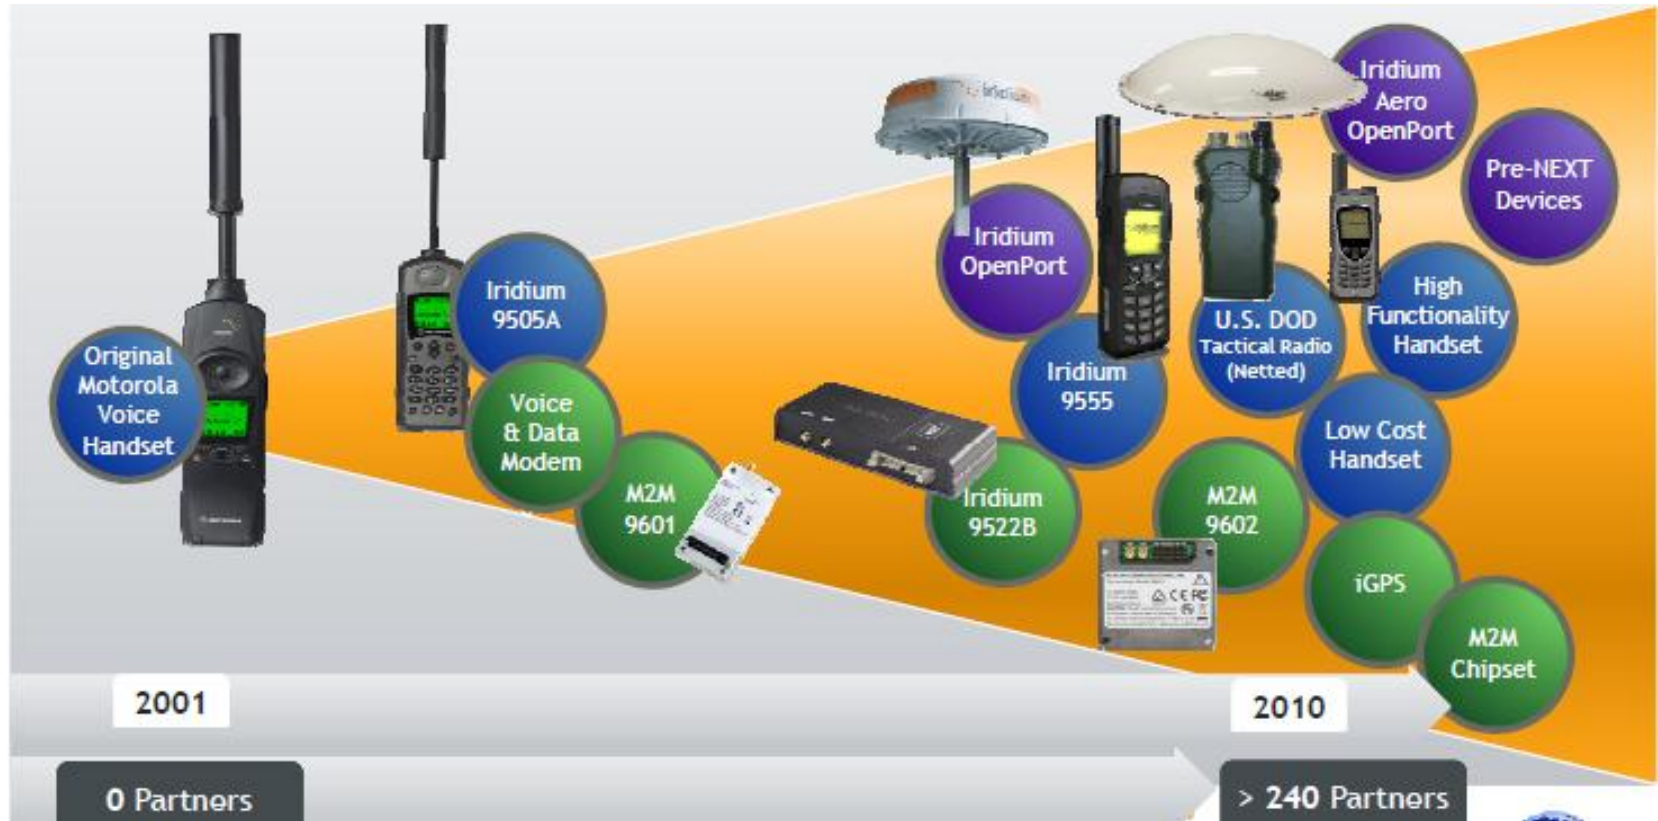 Original
Motorola
Voice
Handset
Iridium
9505A
Voice
& Data
Modem
M2M
9601
iridium
Iridium
OpenPort
Iridium
9555
Iridium
9522B
Iridium
Aero
OpenPort
Pre-NEXT
Devices
U.S. DOD
Tactical Radio
(Netted)
High
Functionality
Handset
Low Cost
Handset
M2M
9602
iGPS
M2M
Chipset
2001
2010
0 Partners
> 240 Partners